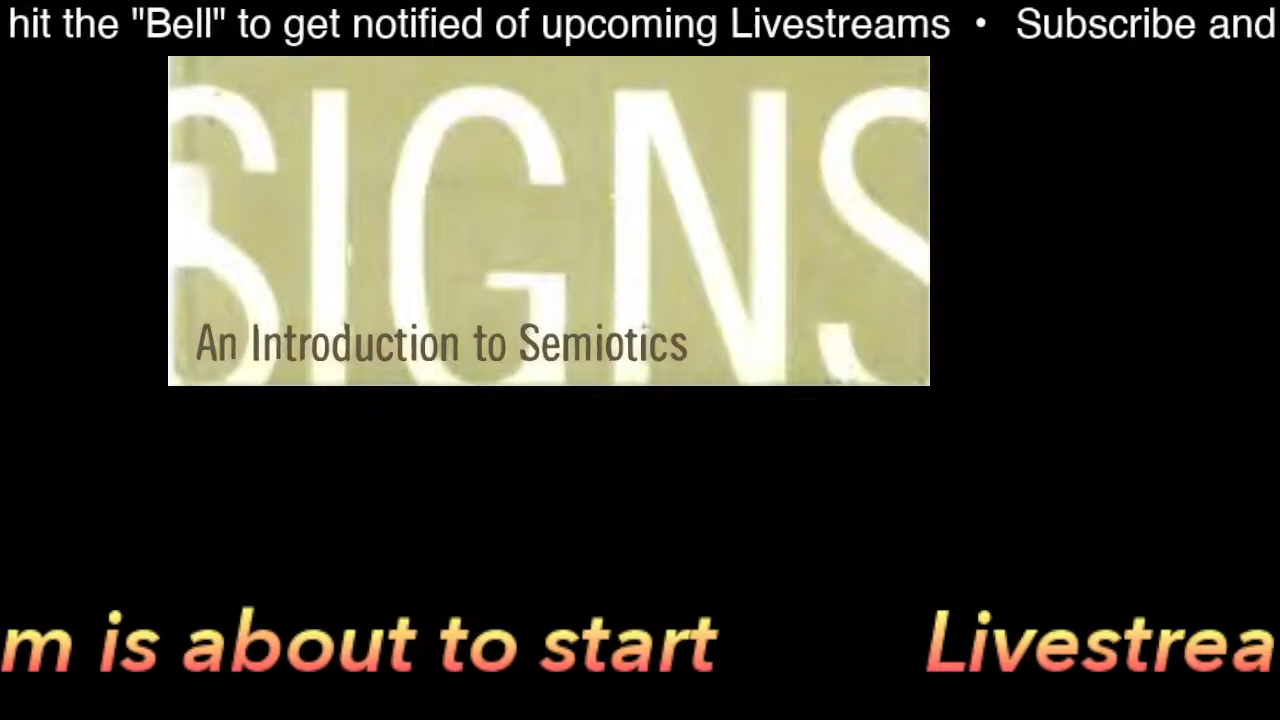 hit the "Bell" to get notified of upcoming Livestreams • Subscribe and
SIGNS
An Introduction to Semiotics
m is about to start Livestrea